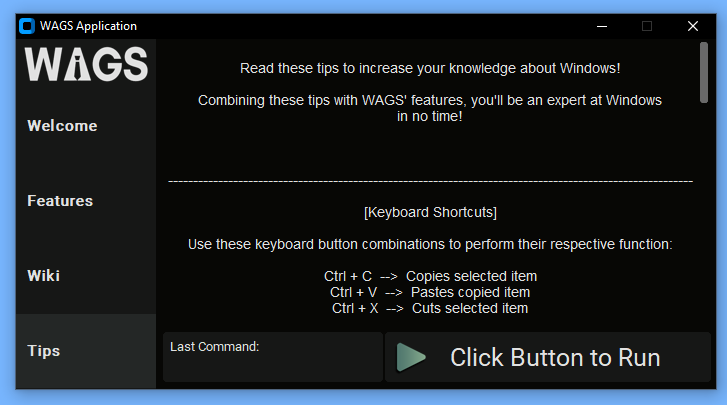 WAGS Application
WAGS
Welcome
Features
Wiki
Tips
Read these tips to increase your knowledge about Windows!
Combining these tips with WAGS' features, you'll be an expert at Windows
in no time!
---------------------------------------------------------------------------------------------------------
[Keyboard Shortcuts]
Use these keyboard button combinations to perform their respective function:
Ctrl + C --> Copies selected item
Ctrl + V --> Pastes copied item
Ctrl + X --> Cuts selected item
Last Command:
Click Button to Run